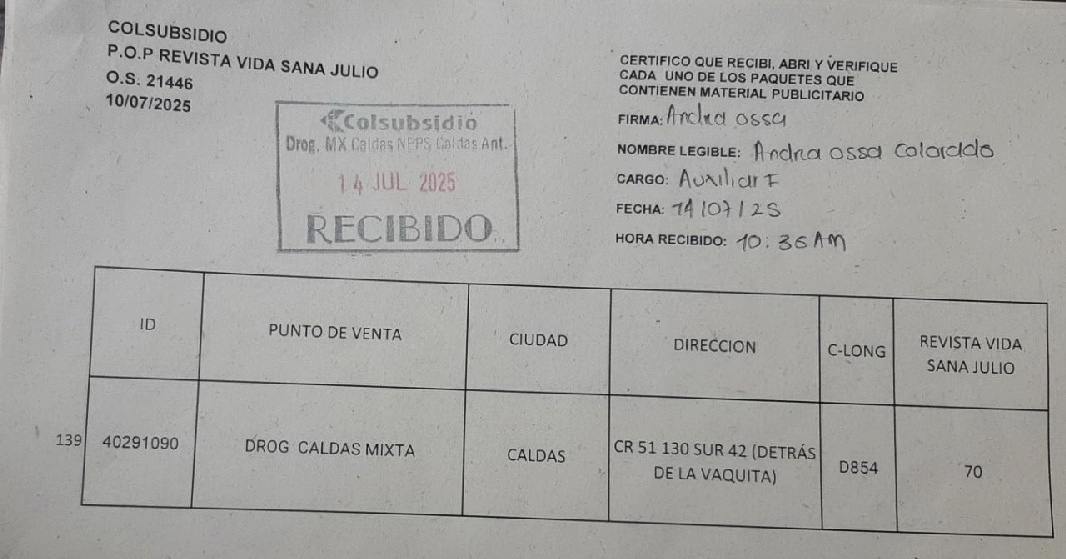 COLSUBSIDIO
P.O.P REVISTA VIDA SANA JULIO
O.S. 21446
10/07/2025
Colsubsidio
Drog. MX Caldas NEPS Caldas Ant.
14 JUL 2025
RECIBIDO
CERTIFICO QUE RECIBI, ABRI Y VERIFIQUE
CADA UNO DE LOS PAQUETES QUE
CONTIENEN MATERIAL PUBLICITARIO
FIRMA: Andrea ossa
NOMBRE LEGIBLE: Andrea ossa Colorado
CARGO: Auxiliar I
FECHA: 14/07/25
HORA RECIBIDO: 10:36 AM
ID PUNTO DE VENTA CIUDAD DIRECCION C-LONG REVISTA VIDA
SANA JULIO
139 40291090 DROG CALDAS MIXTA CALDAS CR 51 130 SUR 42 (DETRÁS
DE LA VAQUITA) D854 70